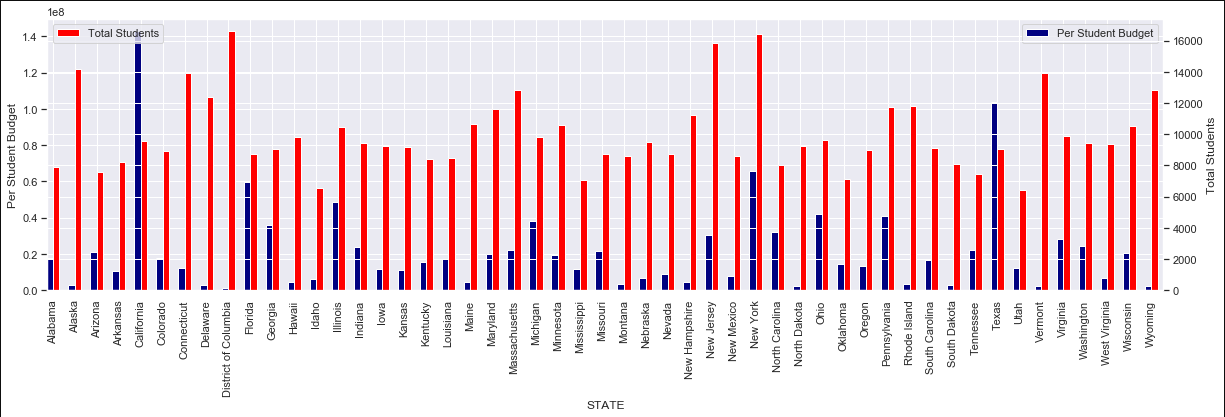 1e8
Total Students
Per Student Budget
1.4
1.2
1.0
0.8
0.6
0.4
0.2
0.0
Per Student Budget
16000
14000
12000
10000
8000
6000
4000
2000
0
Total Students
Alabama
Alaska
Arizona
Arkansas
California
Colorado
Connecticut
Delaware
District of Columbia
Florida
Georgia
Hawaii
Idaho
Illinois
Indiana
Iowa
Kansas
Kentucky
Louisiana
Maine
Maryland
Massachusetts
Michigan
Minnesota
Mississippi
Missouri
Montana
Nebraska
Nevada
New Hampshire
New Jersey
New Mexico
New York
North Carolina
North Dakota
Ohio
Oklahoma
Oregon
Pennsylvania
Rhode Island
South Carolina
South Dakota
Tennessee
Texas
Utah
Vermont
Virginia
Washington
West Virginia
Wisconsin
Wyoming
STATE